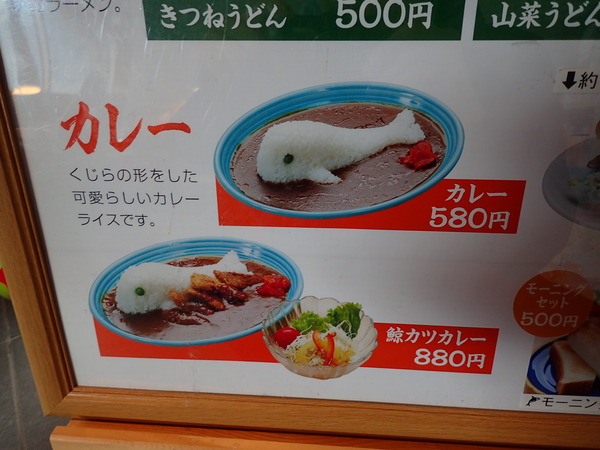 ラーメン。
きつねうどん 500円
山菜うどん
カレー
くじらの形をした
可愛らしいカレー
ライスです。
カレー
580円
鯨カツカレー
880円
⬇約
モーニング
セット
500円
モーニン